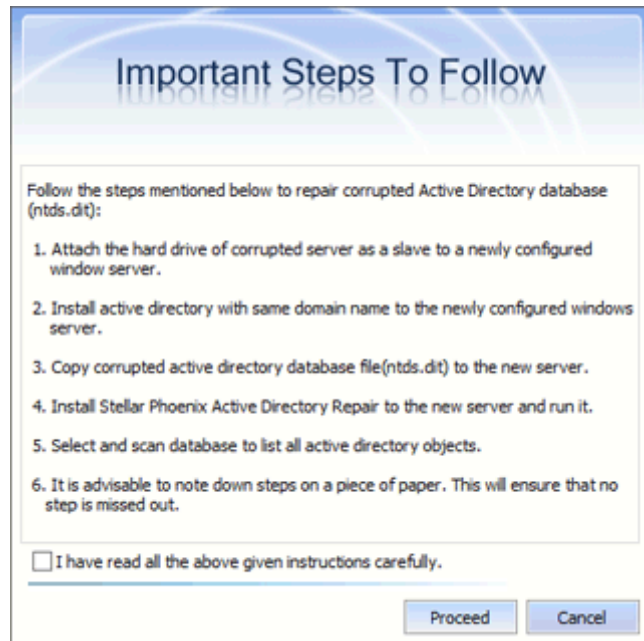 Important Steps To Follow
Follow the steps mentioned below to repair corrupted Active Directory database
(ntds.dit):
1. Attach the hard drive of corrupted server as a slave to a newly configured
window server.
2. Install active directory with same domain name to the newly configured windows
server.
3. Copy corrupted active directory database file(ntds.dit) to the new server.
4. Install Stellar Phoenix Active Directory Repair to the new server and run it.
5. Select and scan database to list all active directory objects.
6. It is advisable to note down steps on a piece of paper. This will ensure that no
step is missed out.
I have read all the above given instructions carefully.
Proceed
Cancel